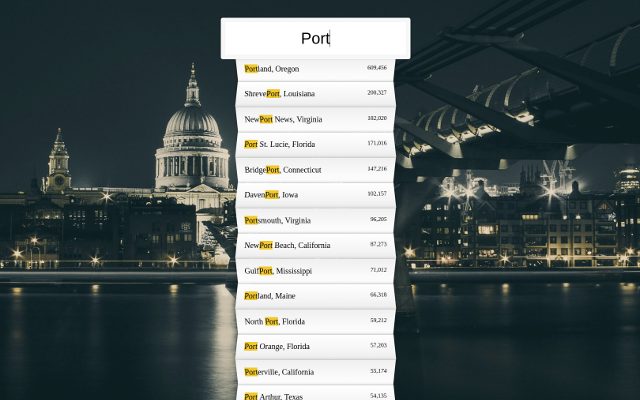 Port
Portland, Oregon 609,456
ShrevePort, Louisiana 200,327
NewPort News, Virginia 182,020
Port St. Lucie, Florida 171,016
BridgePort, Connecticut 147,216
DavenPort, Iowa 102,157
Portsmouth, Virginia 96,205
NewPort Beach, California 87,273
GulfPort, Mississippi 71,012
Portland, Maine 66,318
North Port, Florida 59,212
Port Orange, Florida 57,203
Porterville, California 55,174
Port Arthur, Texas 54,135